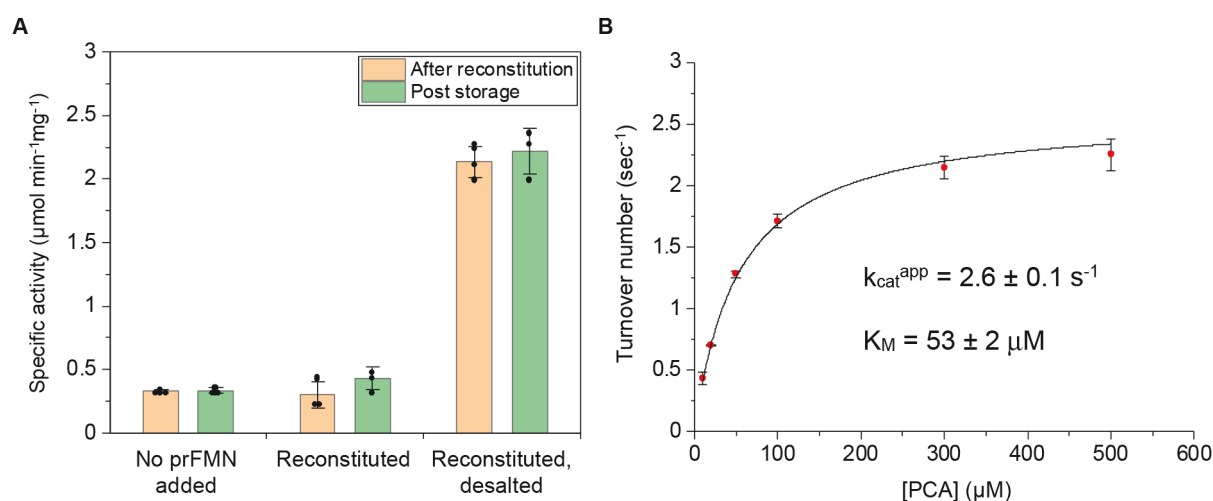 A
Specific activity (µmol min⁻¹mg⁻¹)
3
2.5
2
1.5
1
0.5
0
After reconstitution
Post storage
No prFMN
added
Reconstituted
Reconstituted,
desalted
B
Turnover number (sec⁻¹)
3
2.5
2
1.5
1
0.5
0
k_cat^app = 2.6 ± 0.1 s⁻¹
K_M = 53 ± 2 µM
0 100 200 300 400 500 600
[PCA] (µM)